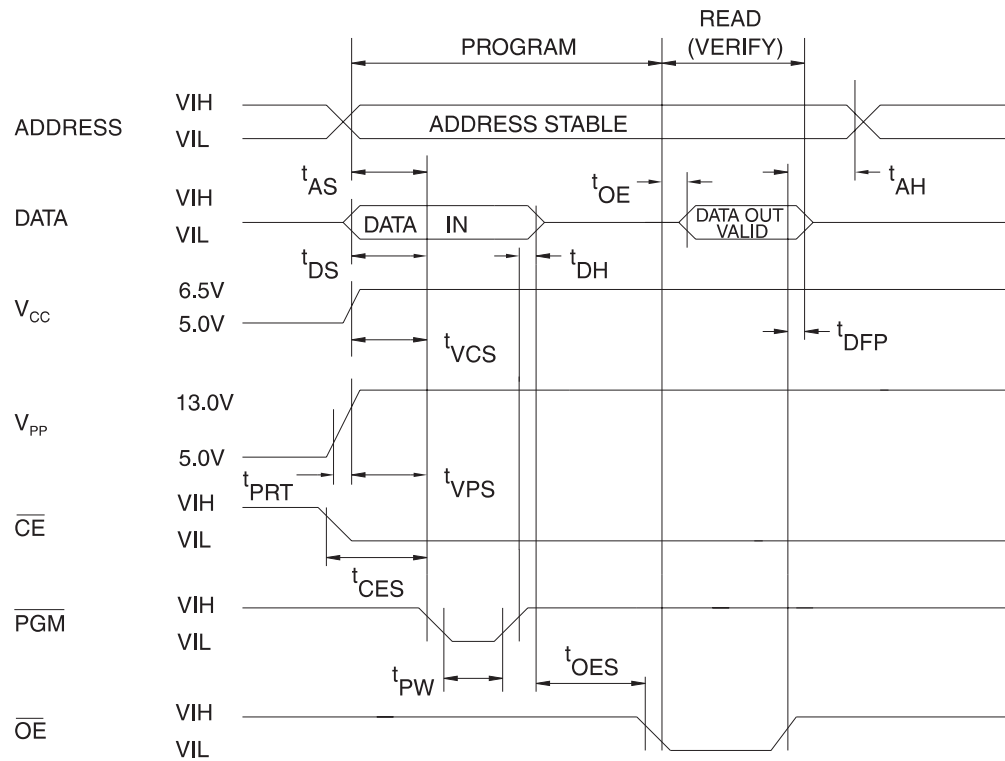 READ
PROGRAM (VERIFY)
VIH
ADDRESS ADDRESS STABLE
VIL
tAS tOE tAH
VIH
DATA DATA IN DATA OUT
VIL VALID
tDS tDH
6.5V
VCC
5.0V tVCS tDFP
13.0V
VPP
5.0V
tPRT tVPS
VIH
CE
VIL
tCES
VIH
PGM
VIL
tPW tOES
VIH
OE
VIL